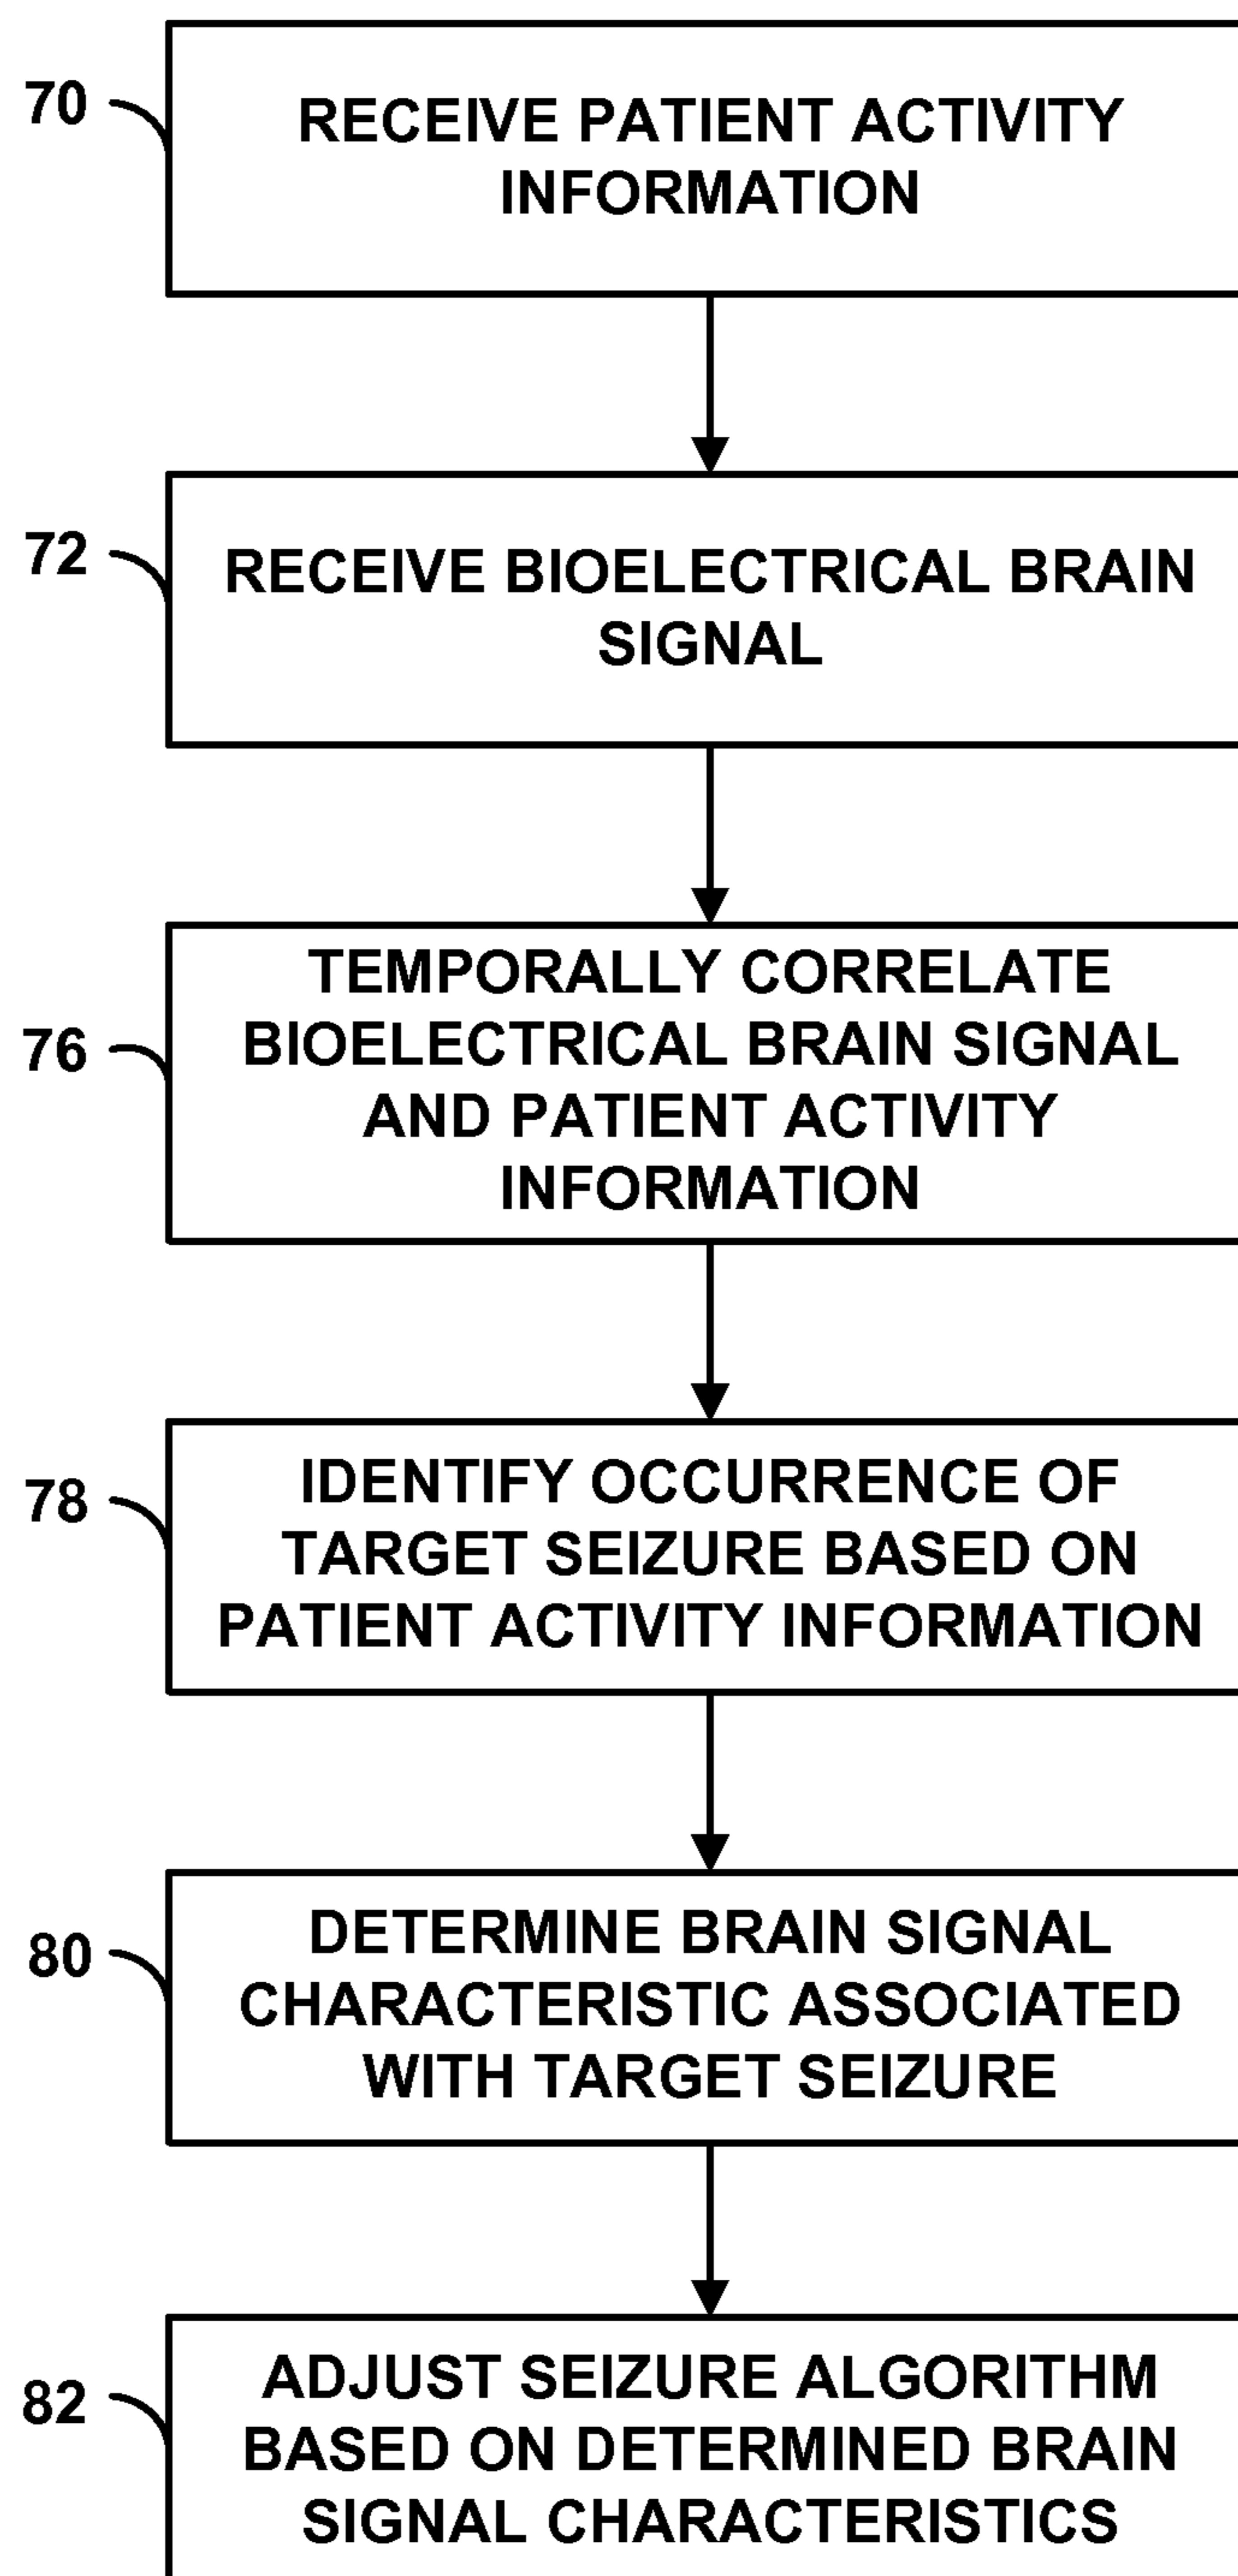 70
RECEIVE PATIENT ACTIVITY
INFORMATION
72
RECEIVE BIOELECTRICAL BRAIN
SIGNAL
76
TEMPORALLY CORRELATE
BIOELECTRICAL BRAIN SIGNAL
AND PATIENT ACTIVITY
INFORMATION
78
IDENTIFY OCCURRENCE OF
TARGET SEIZURE BASED ON
PATIENT ACTIVITY INFORMATION
80
DETERMINE BRAIN SIGNAL
CHARACTERISTIC ASSOCIATED
WITH TARGET SEIZURE
82
ADJUST SEIZURE ALGORITHM
BASED ON DETERMINED BRAIN
SIGNAL CHARACTERISTICS